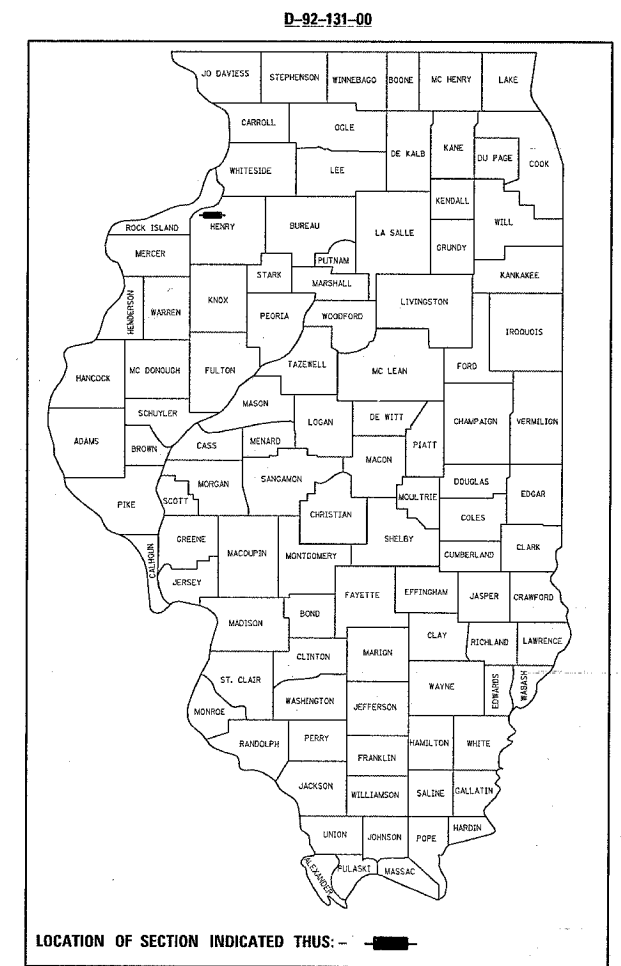 D-92-131-00
JO DAVIESS
STEPHENSON
WINNEBAGO
BOONE
MC HENRY
LAKE
CARROLL
OGLE
DE KALB
KANE
DU PAGE
COOK
WHITESIDE
LEE
KENDALL
WILL
ROCK ISLAND
HENRY
BUREAU
LA SALLE
GRUNDY
MERCER
PUTNAM
KANKAKEE
STARK
MARSHALL
HENDERSON
WARREN
KNOX
PEORIA
WOODFORD
LIVINGSTON
IROQUOIS
HANCOCK
MC DONOUGH
FULTON
TAZEWELL
MC LEAN
FORD
SCHUYLER
MASON
LOGAN
DE WITT
CHAMPAIGN
VERMILIGN
ADAMS
BROWN
CASS
MENARD
MACON
PIATT
PIKE
SCOTT
MORGAN
SANGAMON
MOULTRIE
DOUGLAS
EDGAR
CHRISTIAN
COLES
GREENE
MACOUPIN
MONTGOMERY
SHELBY
CUMBERLAND
CLARK
CALHOUN
JERSEY
FAYETTE
EFFINGHAM
JASPER
CRAWFORD
MADISON
BOND
CLAY
RICHLAND
LAWRENCE
CLINTON
MARION
ST. CLAIR
WAYNE
EDWARDS
WABASH
MONROE
WASHINGTON
JEFFERSON
RANDOLPH
PERRY
HAMILTON
WHITE
FRANKLIN
JACKSON
WILLIAMSON
SALINE
GALLATIN
UNION
JOHNSON
POPE
HARDIN
ALEXANDER
PULASKI
MASSAC
LOCATION OF SECTION INDICATED THUS: -